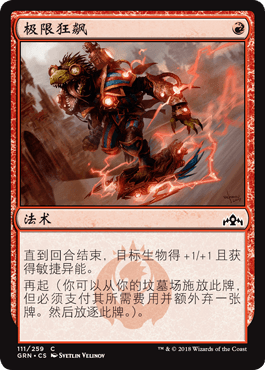 极限狂飙
法术
直到回合结束，目标生物得+1/+1且获
得敏捷异能。
再起（你可以从你的坟墓场施放此牌，
但必须支付其所需费用并额外弃一张
牌。然后放逐此牌。）
111/259 C
GRN • CS SVETLIN VELINOV
™ & © 2018 Wizards of the Coast